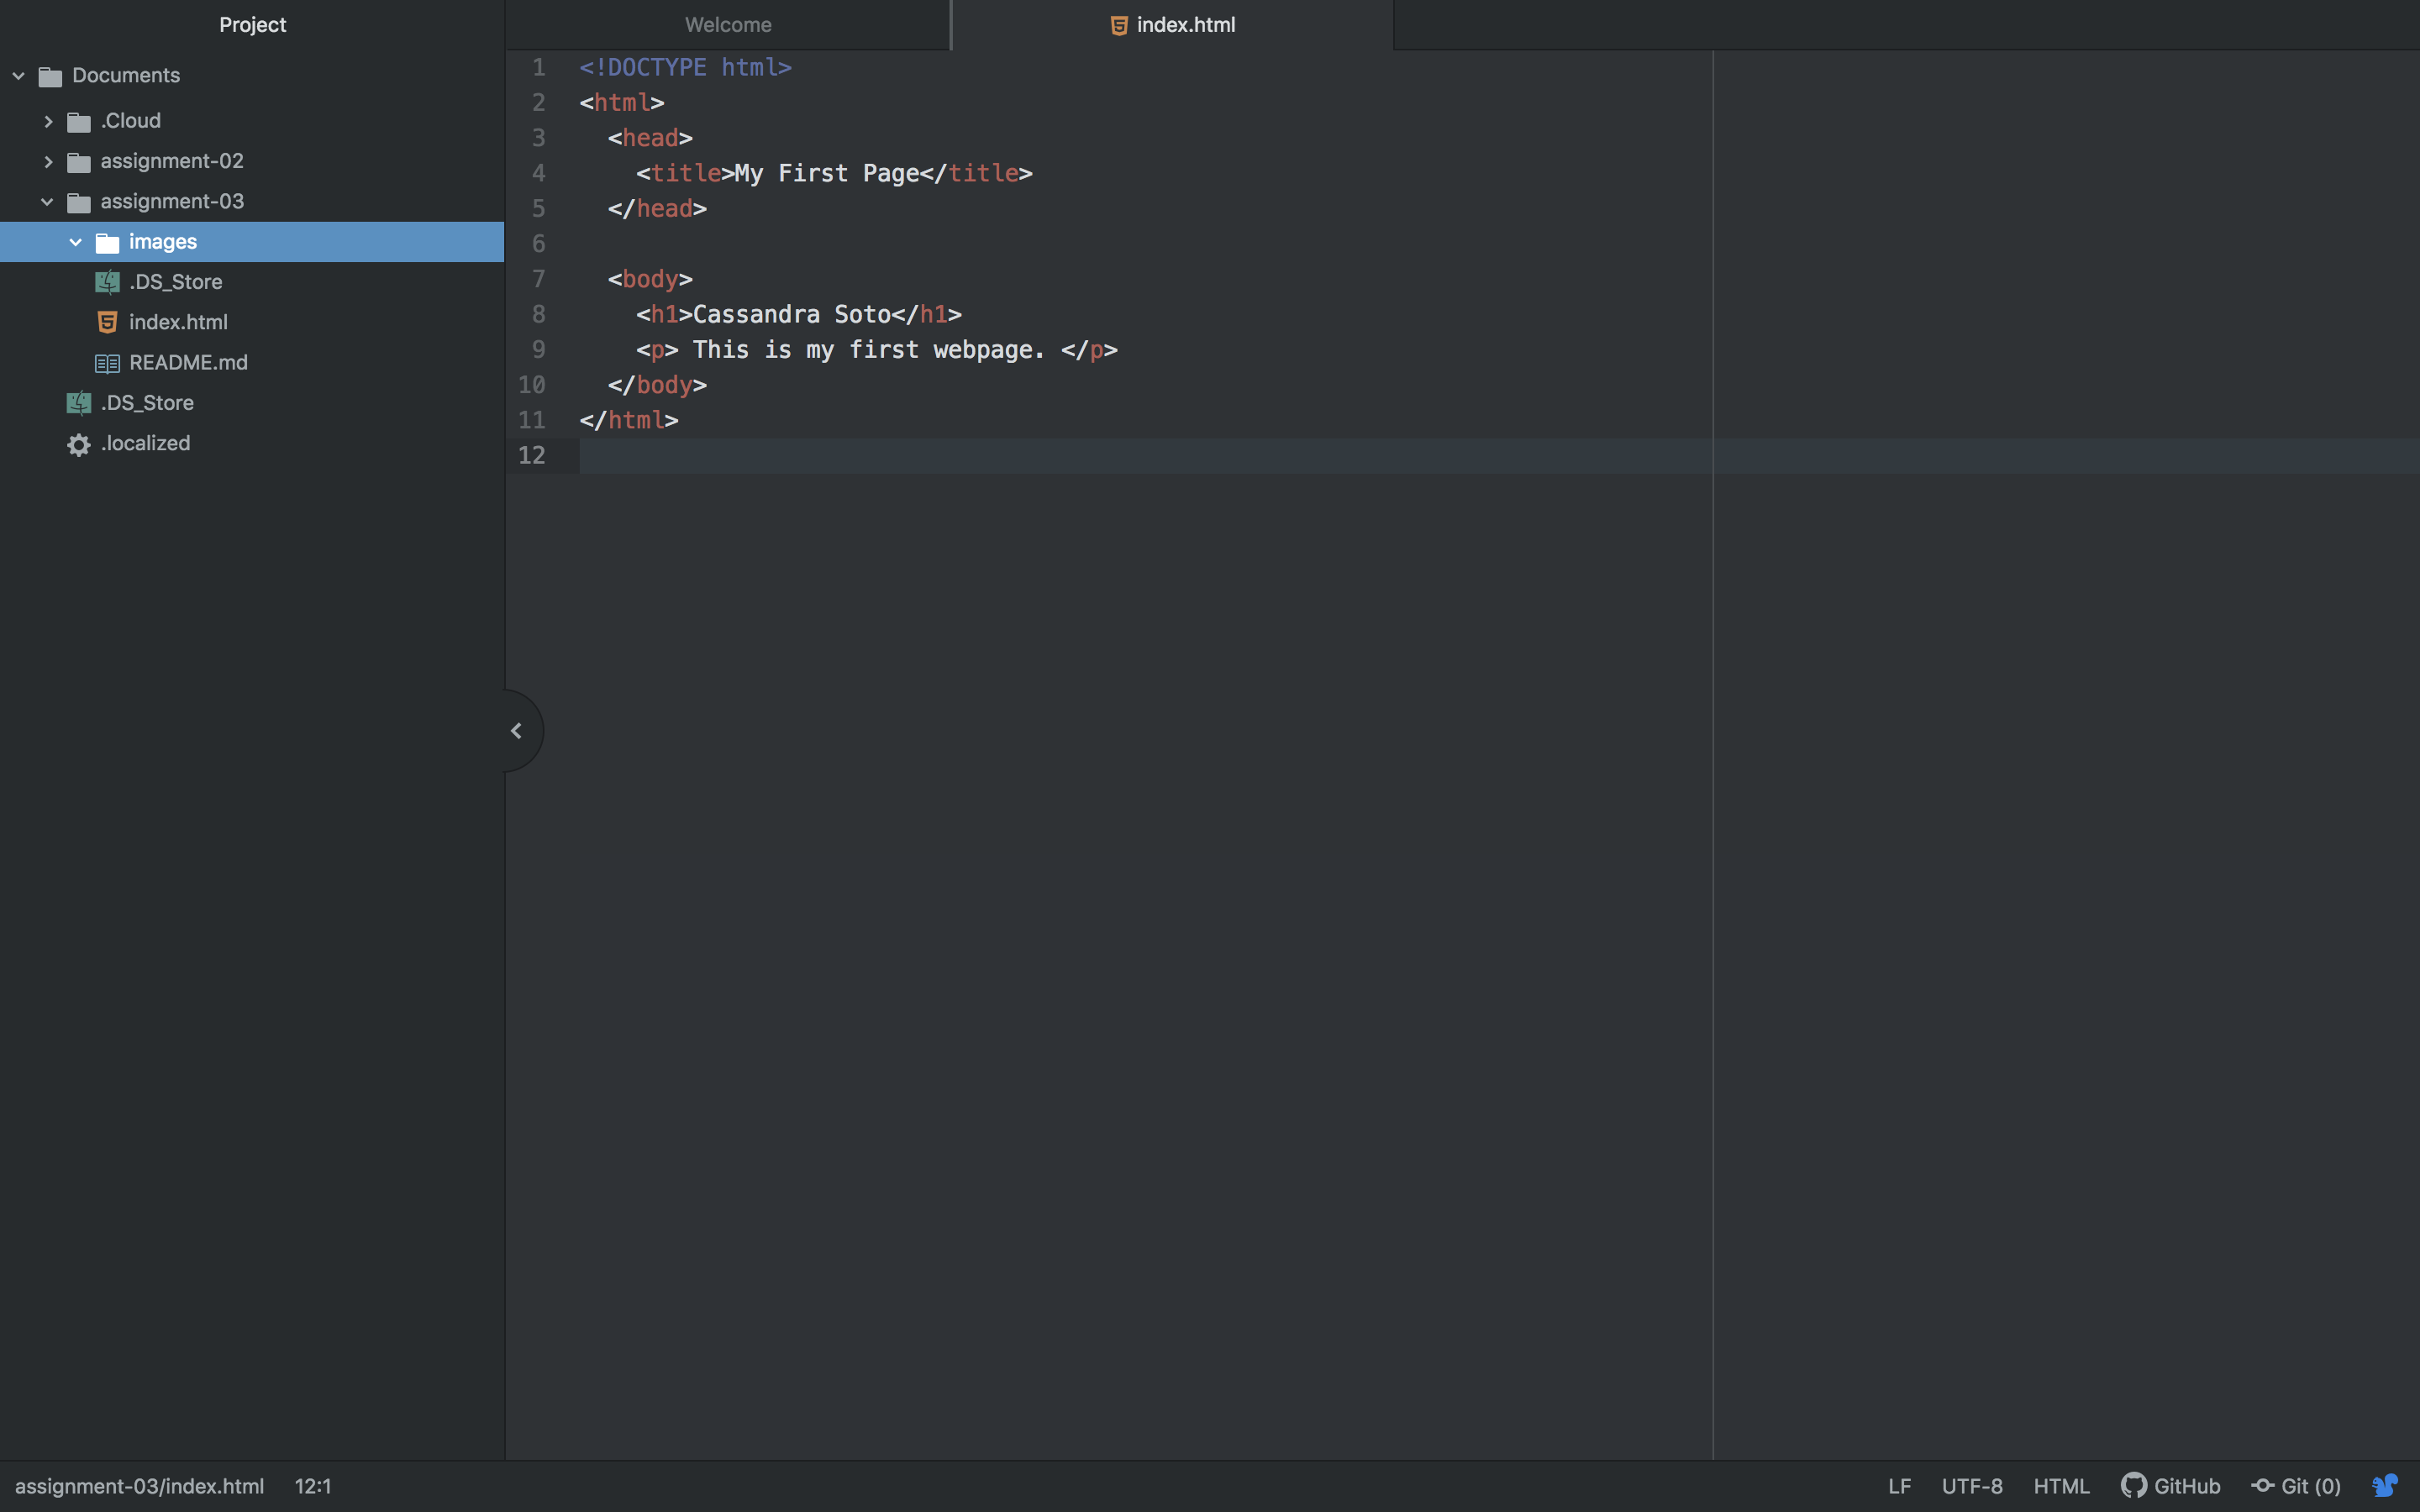 Project
Documents
.Cloud
assignment-02
assignment-03
images
.DS_Store
index.html
README.md
.DS_Store
.localized
Welcome
index.html
1 <!DOCTYPE html>
2 <html>
3   <head>
4     <title>My First Page</title>
5   </head>
6
7   <body>
8     <h1>Cassandra Soto</h1>
9     <p> This is my first webpage. </p>
10   </body>
11 </html>
12
assignment-03/index.html 12:1 LF UTF-8 HTML GitHub Git (0)